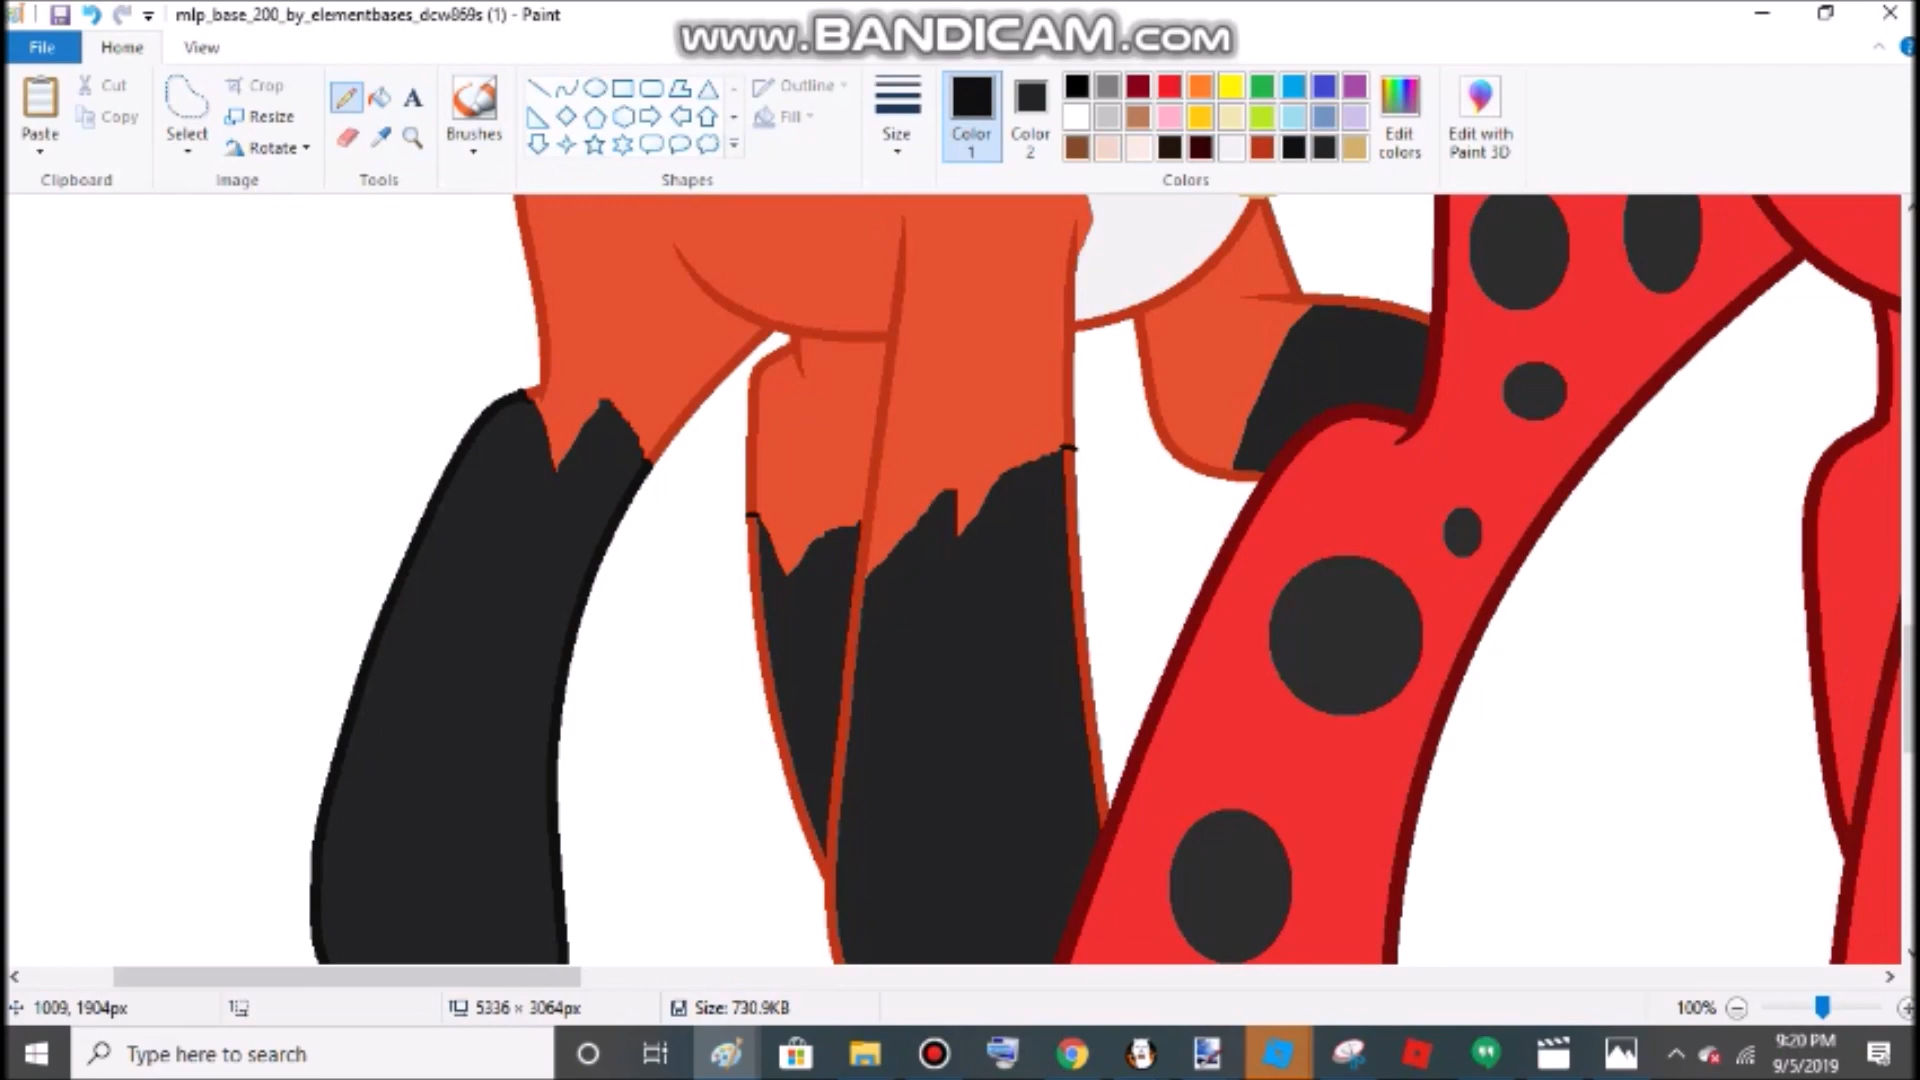 mlp_base_200_by_elementbases_dcw869s (1) - Paint
www.BANDICAM.com
File
Home
View
Paste
Cut
Copy
Clipboard
Select
Crop
Resize
Rotate
Image
A
Tools
Brushes
Outline
Fill
Shapes
Size
Color 1
Color 2
Edit colors
Edit with Paint 3D
Colors
1009, 1904px
5336 × 3064px
Size: 730.9KB
100%
Type here to search
9:20 PM
9/5/2019